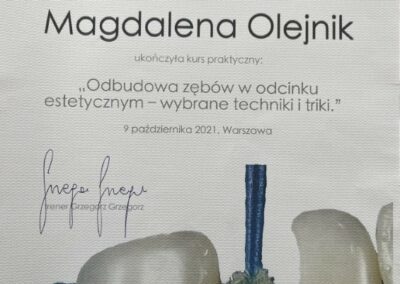 Magdalena Olejnik
ukończyła kurs praktyczny:
„Odbudowa zębów w odcinku
estetycznym – wybrane techniki i triki.”
9 października 2021, Warszawa
trener Grzegorz Grzegorz